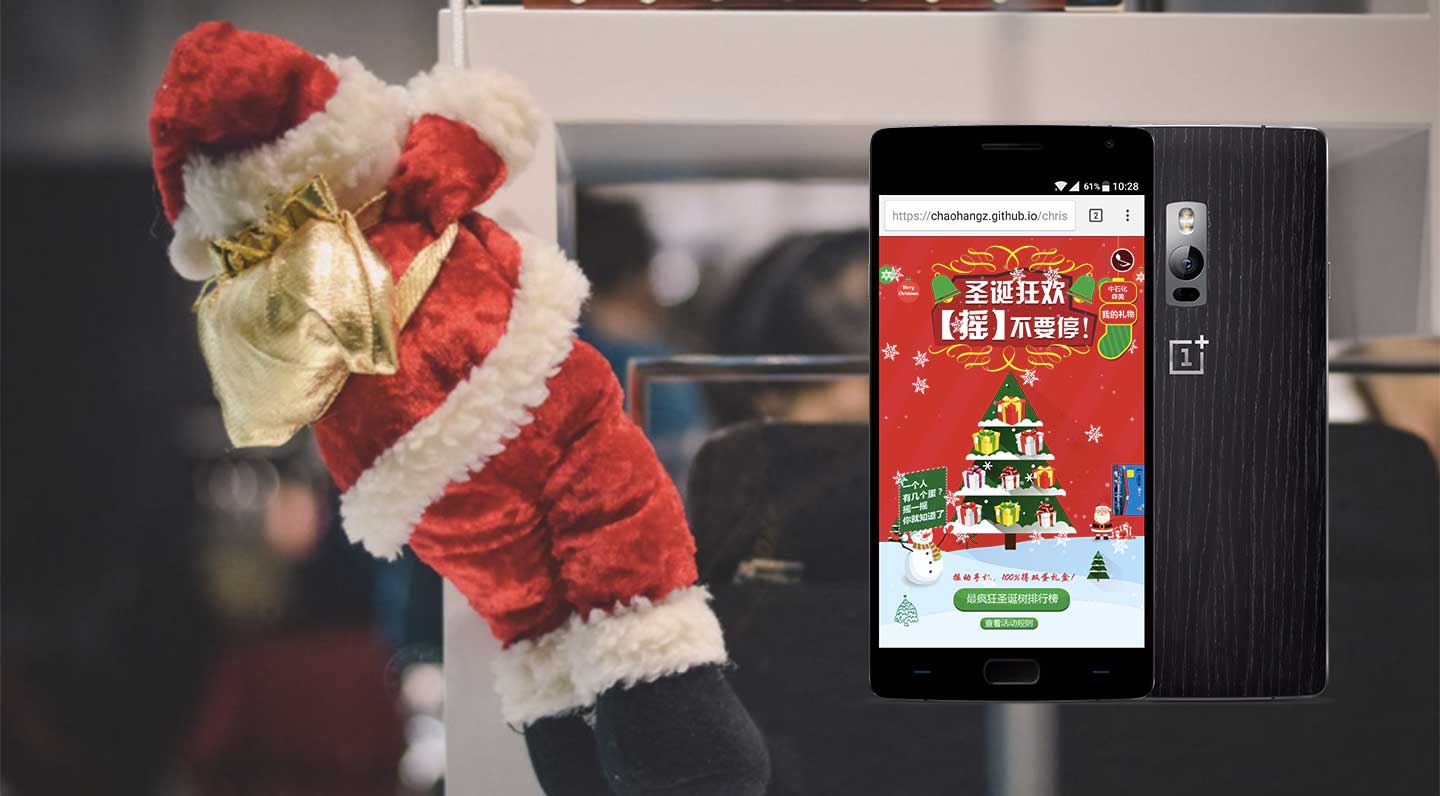 61% 10:28
https://chaohangz.github.io/chris
2
Merry
Christmas
圣诞狂欢
【摇】不要停！
中石化
森美
我的礼物
一个人
有几个蛋？
摇一摇
你就知道了
摇动手机，100%得双蛋礼盒！
最疯狂圣诞树排行榜
查看活动规则
1+